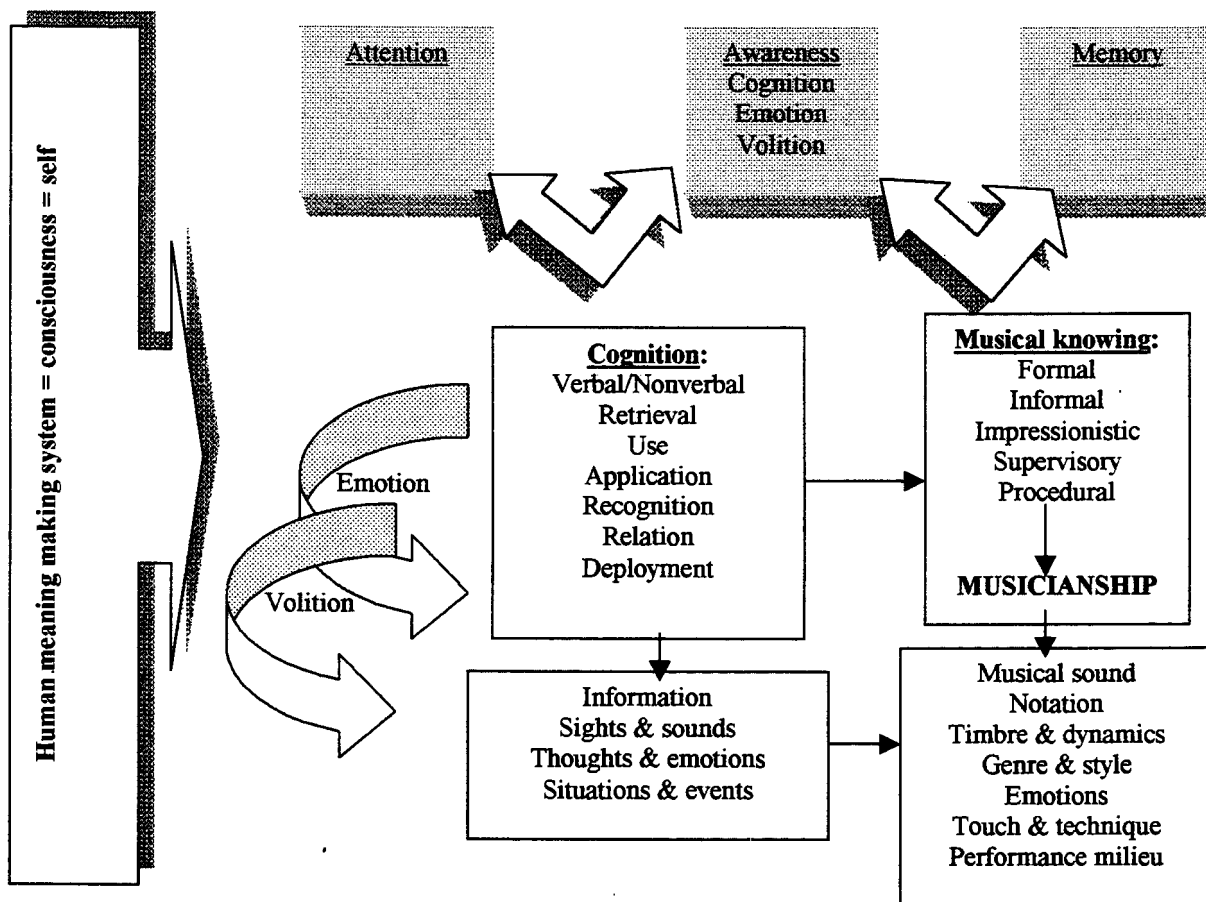 Human meaning making system = consciousness = self
Attention
Awareness
Cognition
Emotion
Volition
Memory
Emotion
Volition
Cognition:
Verbal/Nonverbal
Retrieval
Use
Application
Recognition
Relation
Deployment
Musical knowing:
Formal
Informal
Impressionistic
Supervisory
Procedural
MUSICIANSHIP
Information
Sights & sounds
Thoughts & emotions
Situations & events
Musical sound
Notation
Timbre & dynamics
Genre & style
Emotions
Touch & technique
Performance milieu